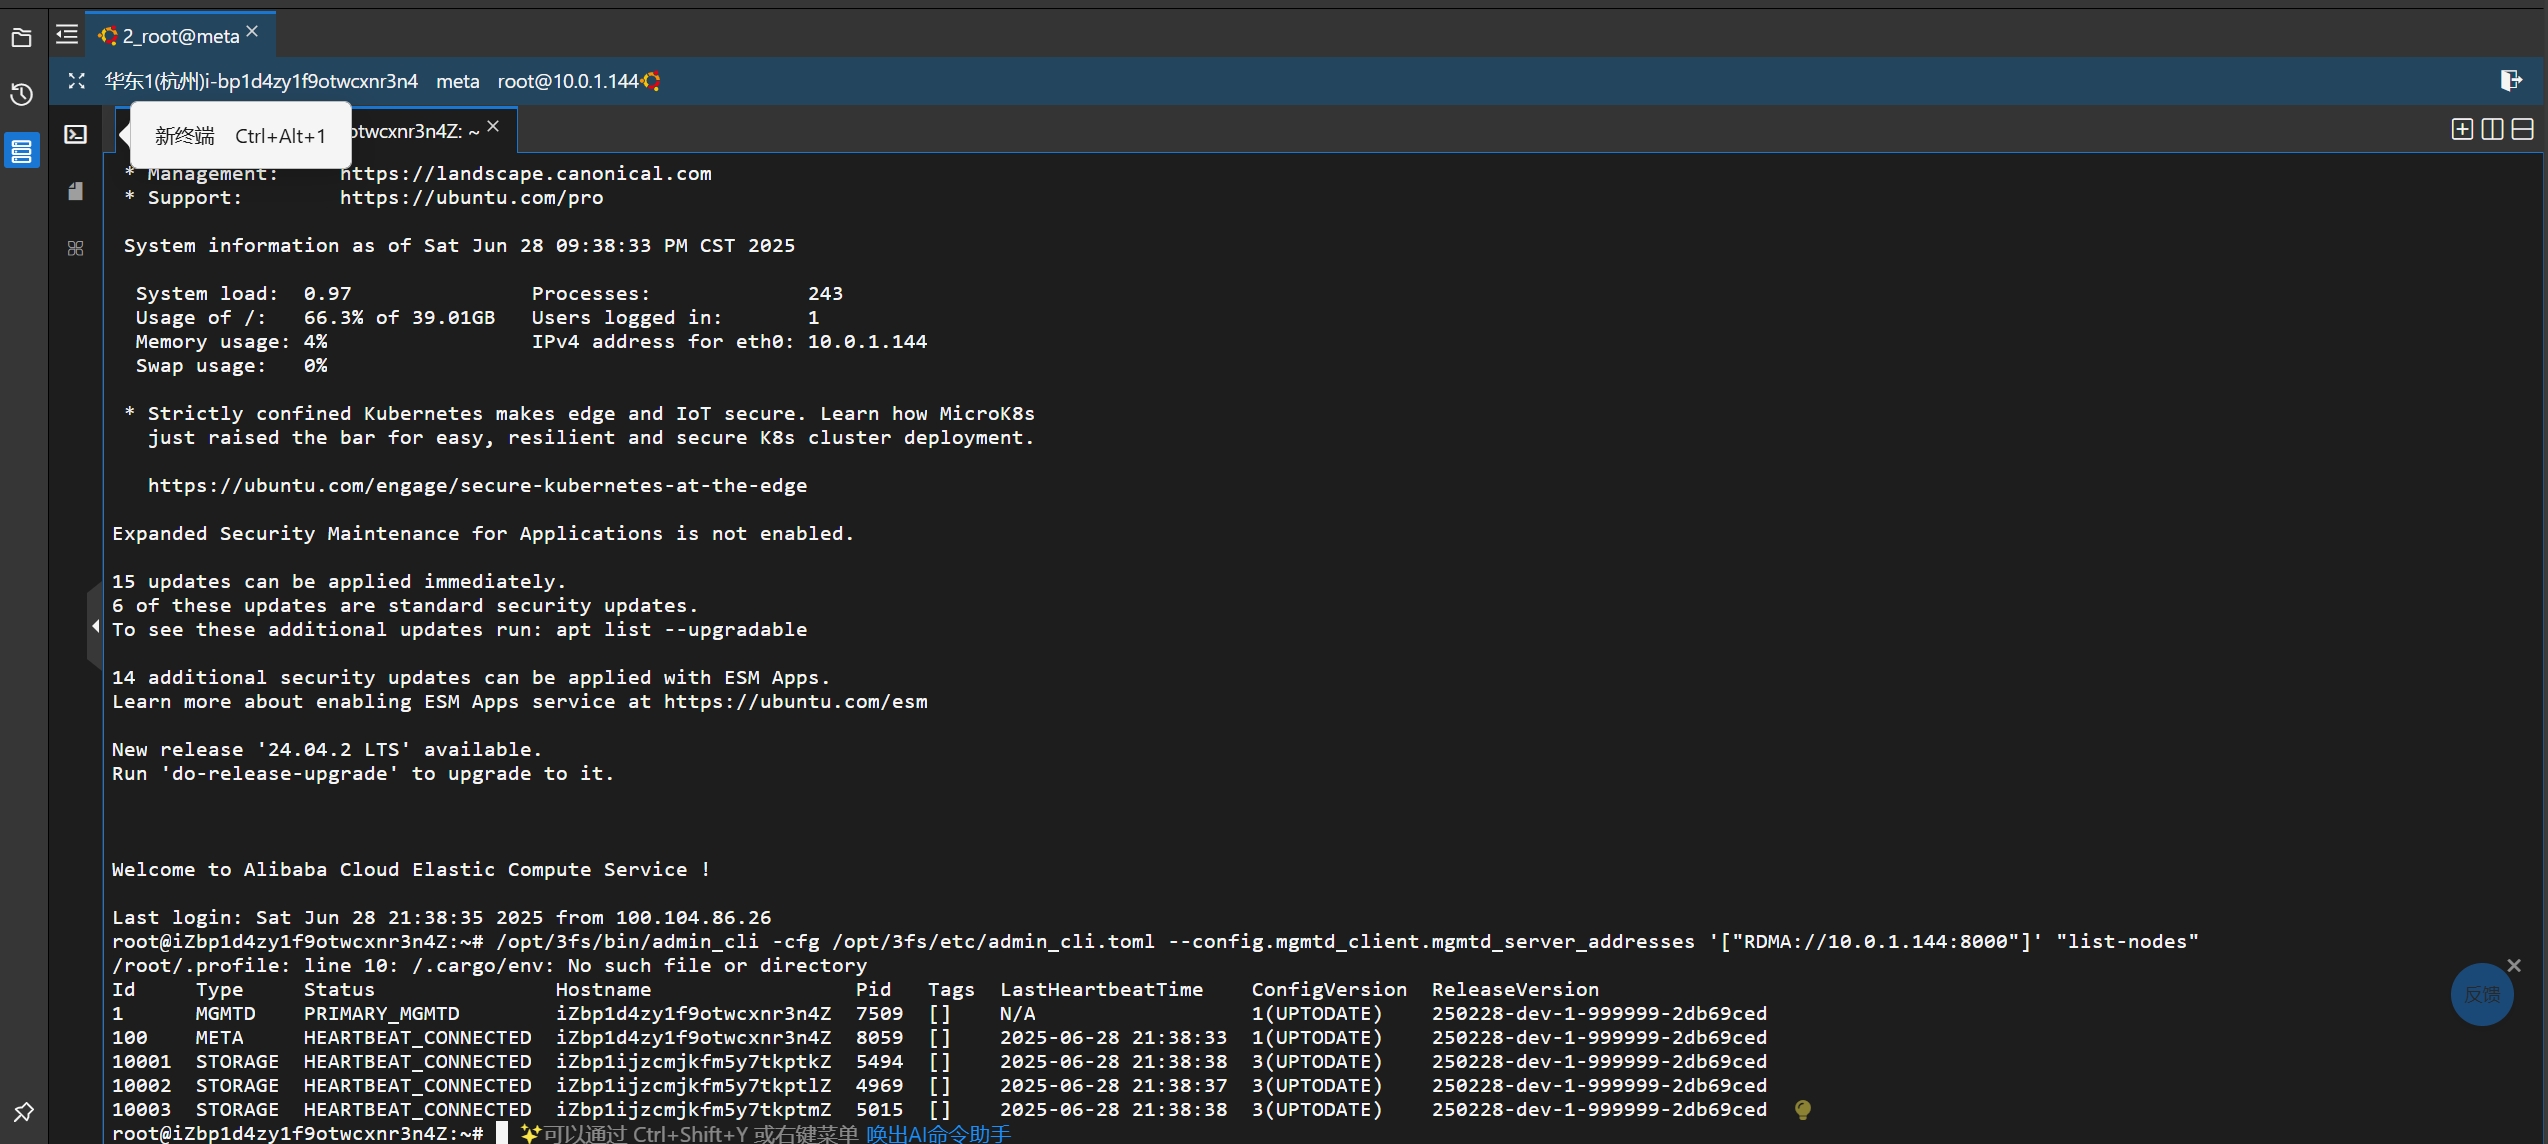 2_root@meta
华东1(杭州)i-bp1d4zy1f9otwcxnr3n4 meta root@10.0.1.144
新终端 Ctrl+Alt+1
otwcxnr3n4Z: ~
* Management: https://landscape.canonical.com
* Support: https://ubuntu.com/pro
System information as of Sat Jun 28 09:38:33 PM CST 2025
System load: 0.97 Processes: 243
Usage of /: 66.3% of 39.01GB Users logged in: 1
Memory usage: 4% IPv4 address for eth0: 10.0.1.144
Swap usage: 0%
* Strictly confined Kubernetes makes edge and IoT secure. Learn how MicroK8s
just raised the bar for easy, resilient and secure K8s cluster deployment.
https://ubuntu.com/engage/secure-kubernetes-at-the-edge
Expanded Security Maintenance for Applications is not enabled.
15 updates can be applied immediately.
6 of these updates are standard security updates.
To see these additional updates run: apt list --upgradable
14 additional security updates can be applied with ESM Apps.
Learn more about enabling ESM Apps service at https://ubuntu.com/esm
New release '24.04.2 LTS' available.
Run 'do-release-upgrade' to upgrade to it.
Welcome to Alibaba Cloud Elastic Compute Service !
Last login: Sat Jun 28 21:38:35 2025 from 100.104.86.26
root@iZbp1d4zy1f9otwcxnr3n4Z:~# /opt/3fs/bin/admin_cli -cfg /opt/3fs/etc/admin_cli.toml --config.mgmtd_client.mgmtd_server_addresses '["RDMA://10.0.1.144:8000"]' "list-nodes"
/root/.profile: line 10: /.cargo/env: No such file or directory
Id Type Status Hostname Pid Tags LastHeartbeatTime ConfigVersion ReleaseVersion
1 MGMTD PRIMARY_MGMTD iZbp1d4zy1f9otwcxnr3n4Z 7509 [] N/A 1(UPTODATE) 250228-dev-1-999999-2db69ced
100 META HEARTBEAT_CONNECTED iZbp1d4zy1f9otwcxnr3n4Z 8059 [] 2025-06-28 21:38:33 1(UPTODATE) 250228-dev-1-999999-2db69ced
10001 STORAGE HEARTBEAT_CONNECTED iZbp1ijzcmjkfm5y7tkptkZ 5494 [] 2025-06-28 21:38:38 3(UPTODATE) 250228-dev-1-999999-2db69ced
10002 STORAGE HEARTBEAT_CONNECTED iZbp1ijzcmjkfm5y7tkptlZ 4969 [] 2025-06-28 21:38:37 3(UPTODATE) 250228-dev-1-999999-2db69ced
10003 STORAGE HEARTBEAT_CONNECTED iZbp1ijzcmjkfm5y7tkptmZ 5015 [] 2025-06-28 21:38:38 3(UPTODATE) 250228-dev-1-999999-2db69ced
root@iZbp1d4zy1f9otwcxnr3n4Z:~# ✨可以通过 Ctrl+Shift+Y 或右键菜单 唤出AI命令助手
反馈